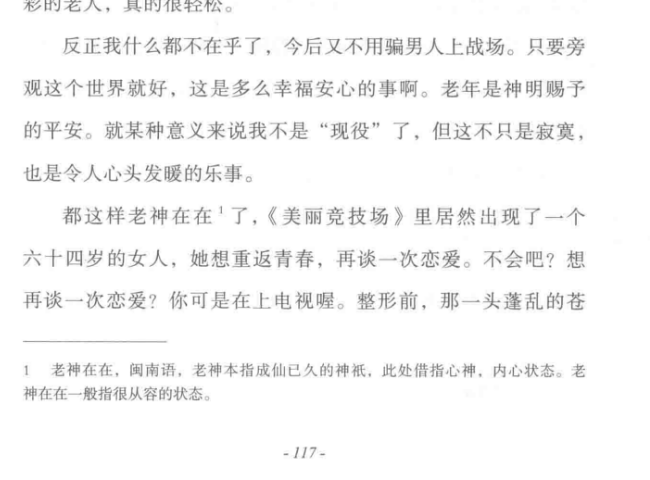 彩的老人，真的很轻松。
反正我什么都不在乎了，今后又不用骗男人上战场。只要旁
观这个世界就好，这是多么幸福安心的事啊。老年是神明赐予
的平安。就某种意义来说我不是“现役”了，但这不只是寂寞，
也是令人心头发暖的乐事。
都这样老神在在1了，《美丽竞技场》里居然出现了一个
六十四岁的女人，她想重返青春，再谈一次恋爱。不会吧？想
再谈一次恋爱？你可是在上电视喔。整形前，那一头蓬乱的苍
1 老神在在，闽南语，老神本指成仙已久的神祇，此处借指心神，内心状态。老
神在在一般指很从容的状态。
- 117 -